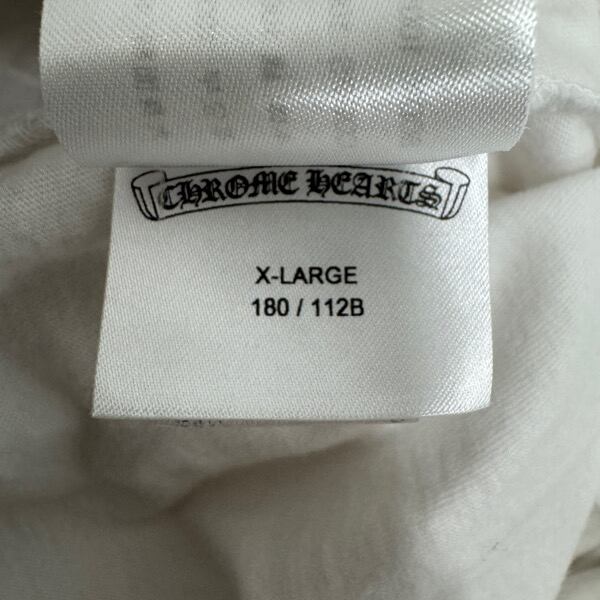 CHROME HEARTS
X-LARGE
180 / 112B